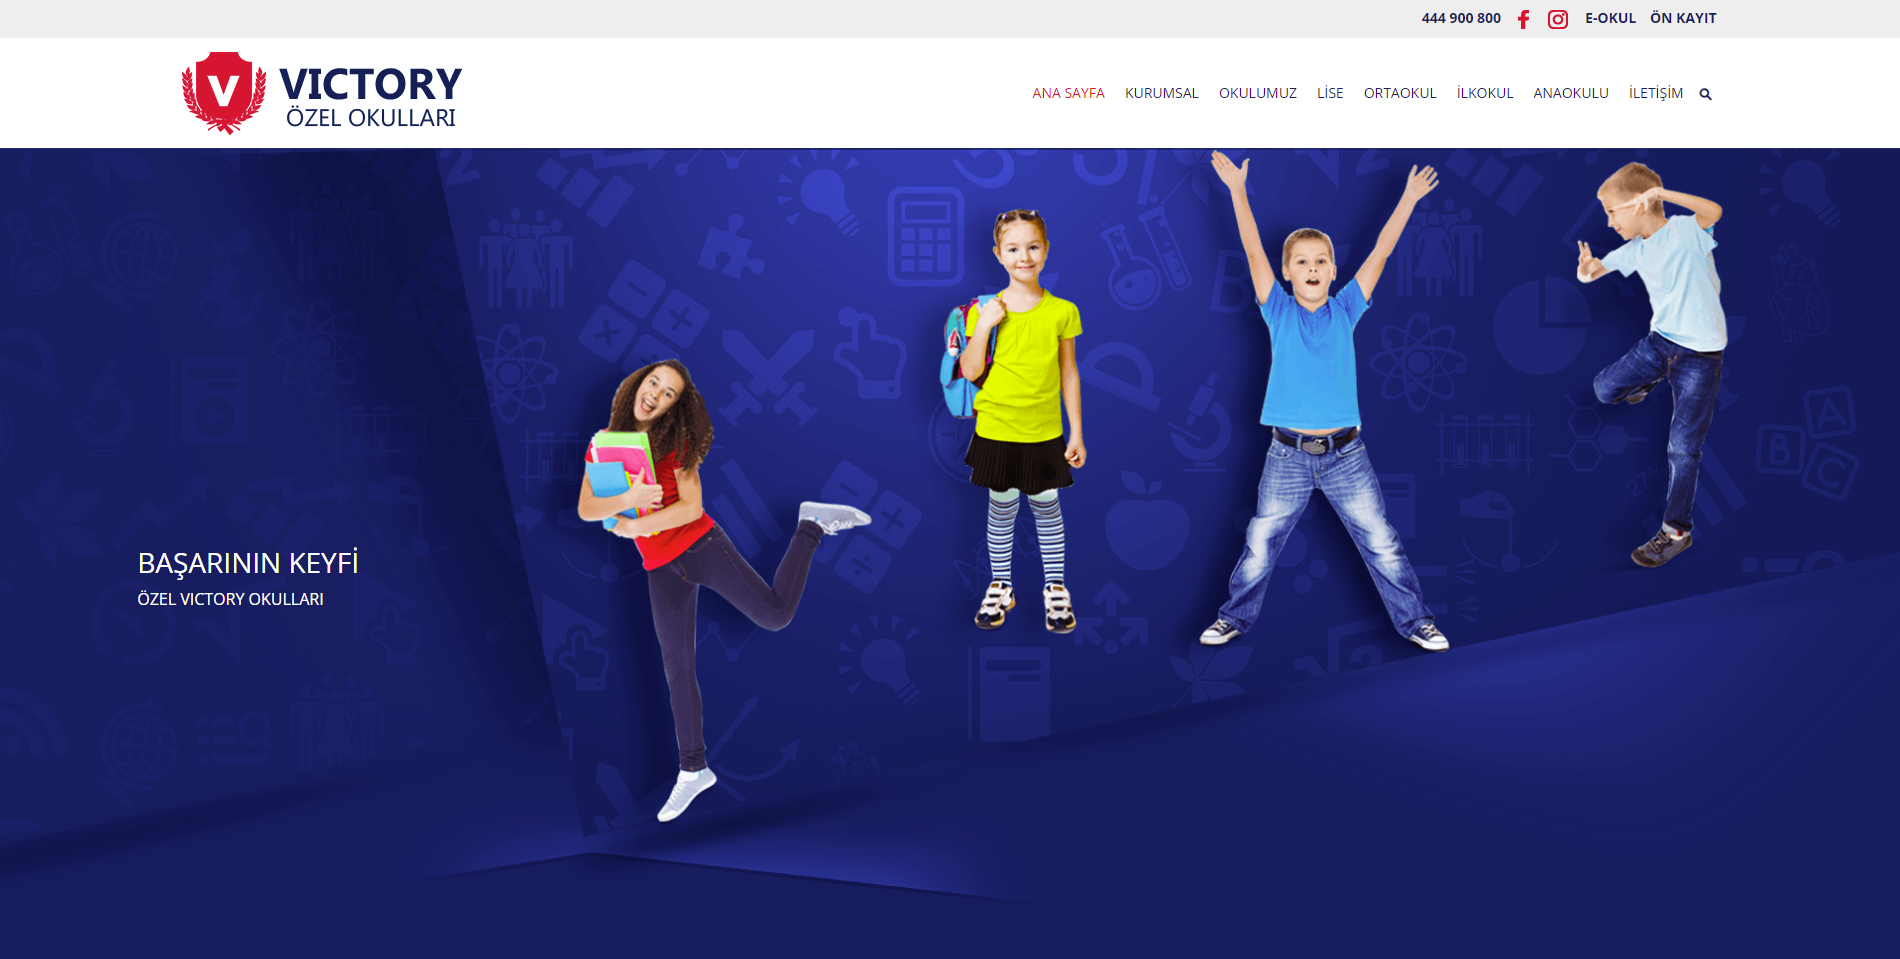 444 900 800 E-OKUL ÖN KAYIT
V VICTORY
ÖZEL OKULLARI
ANA SAYFA KURUMSAL OKULUMUZ LİSE ORTAOKUL İLKOKUL ANAOKULU İLETİŞİM
BAŞARININ KEYFİ
ÖZEL VICTORY OKULLARI